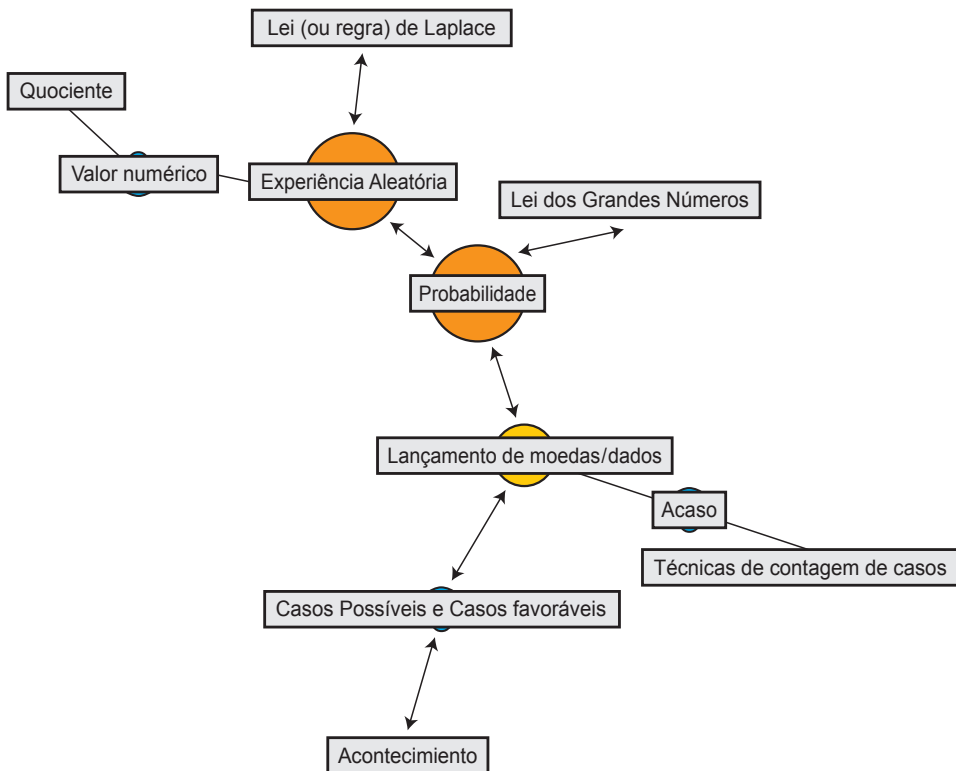 Lei (ou regra) de Laplace
Quociente
Valor numérico
Experiência Aleatória
Lei dos Grandes Números
Probabilidade
Lançamento de moedas/dados
Acaso
Técnicas de contagem de casos
Casos Possíveis e Casos favoráveis
Acontecimento